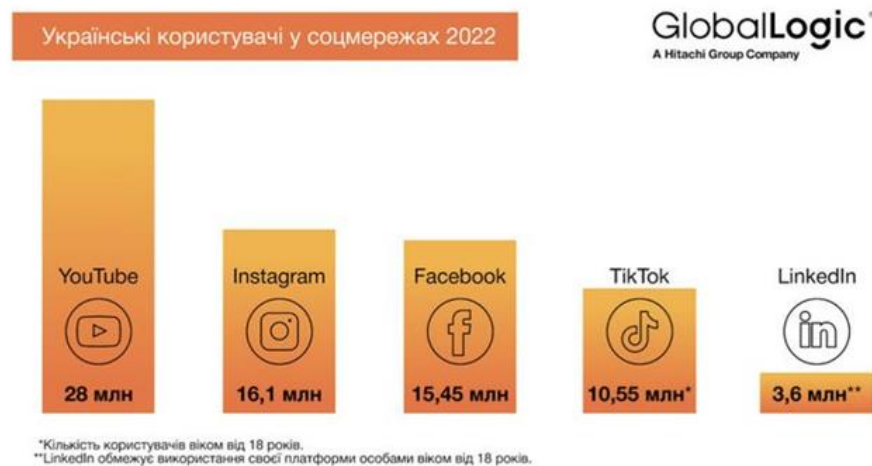 Українські користувачі у соцмережах 2022
GlobalLogic®
A Hitachi Group Company
YouTube
28 млн
Instagram
16,1 млн
Facebook
15,45 млн
TikTok
10,55 млн*
LinkedIn
in
3,6 млн**
*Кількість користувачів віком від 18 років.
**LinkedIn обмежує використання своєї платформи особами віком від 18 років.